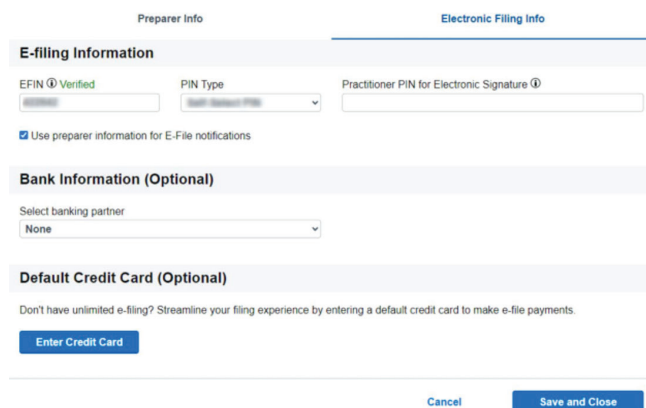 Preparer Info
Electronic Filing Info
E-filing Information
EFIN ⓘ Verified
PIN Type
Practitioner PIN for Electronic Signature ⓘ
Use preparer information for E-File notifications
Bank Information (Optional)
Select banking partner
None
Default Credit Card (Optional)
Don't have unlimited e-filing? Streamline your filing experience by entering a default credit card to make e-file payments.
Enter Credit Card
Cancel
Save and Close